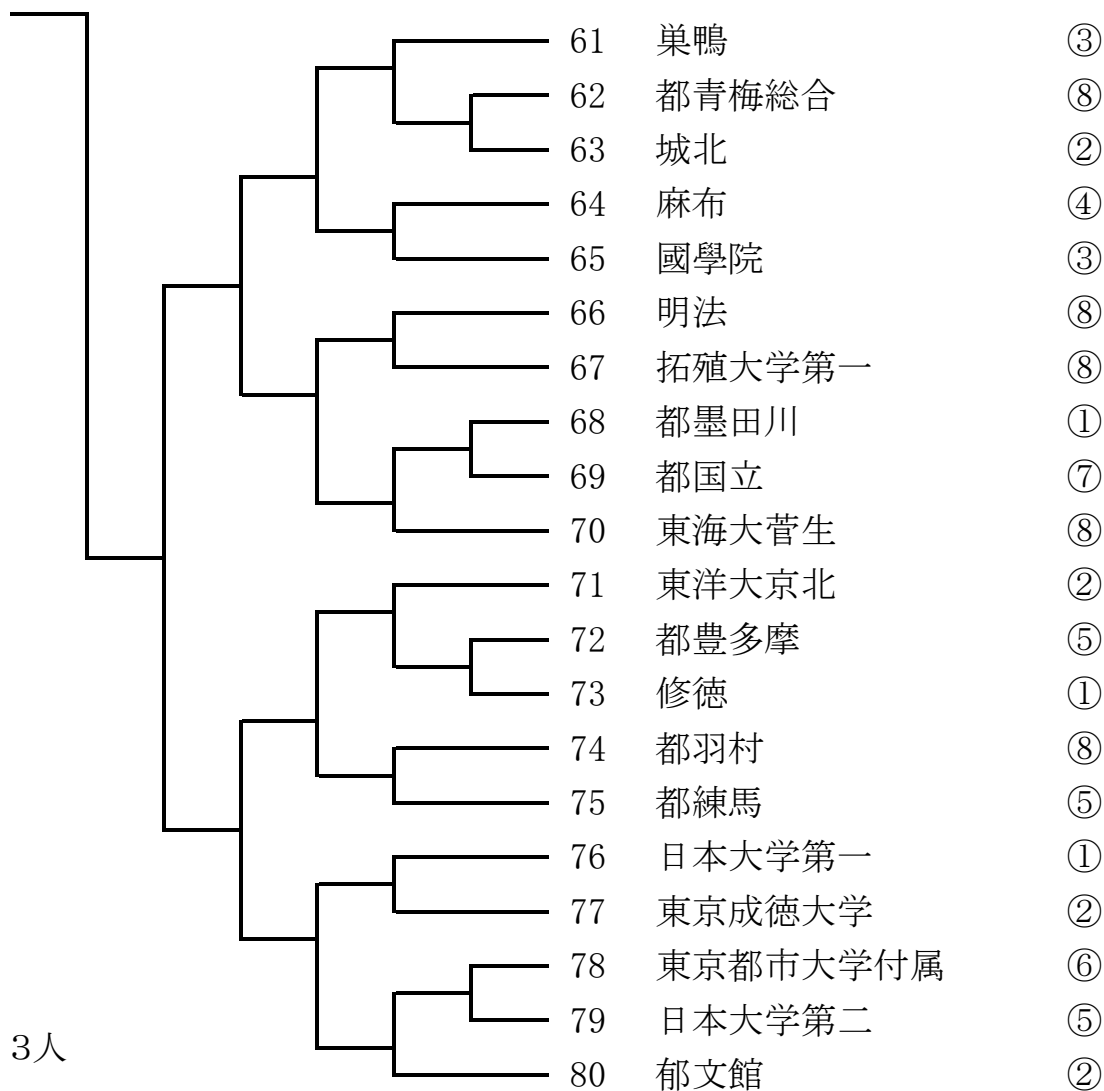 61 巣鴨 ③
62 都青梅総合 ⑧
63 城北 ②
64 麻布 ④
65 國學院 ③
66 明法 ⑧
67 拓殖大学第一 ⑧
68 都墨田川 ①
69 都国立 ⑦
70 東海大菅生 ⑧
71 東洋大京北 ②
72 都豊多摩 ⑤
73 修徳 ①
74 都羽村 ⑧
75 都練馬 ⑤
76 日本大学第一 ①
77 東京成徳大学 ②
78 東京都市大学付属 ⑥
79 日本大学第二 ⑤
3人
80 郁文館 ②